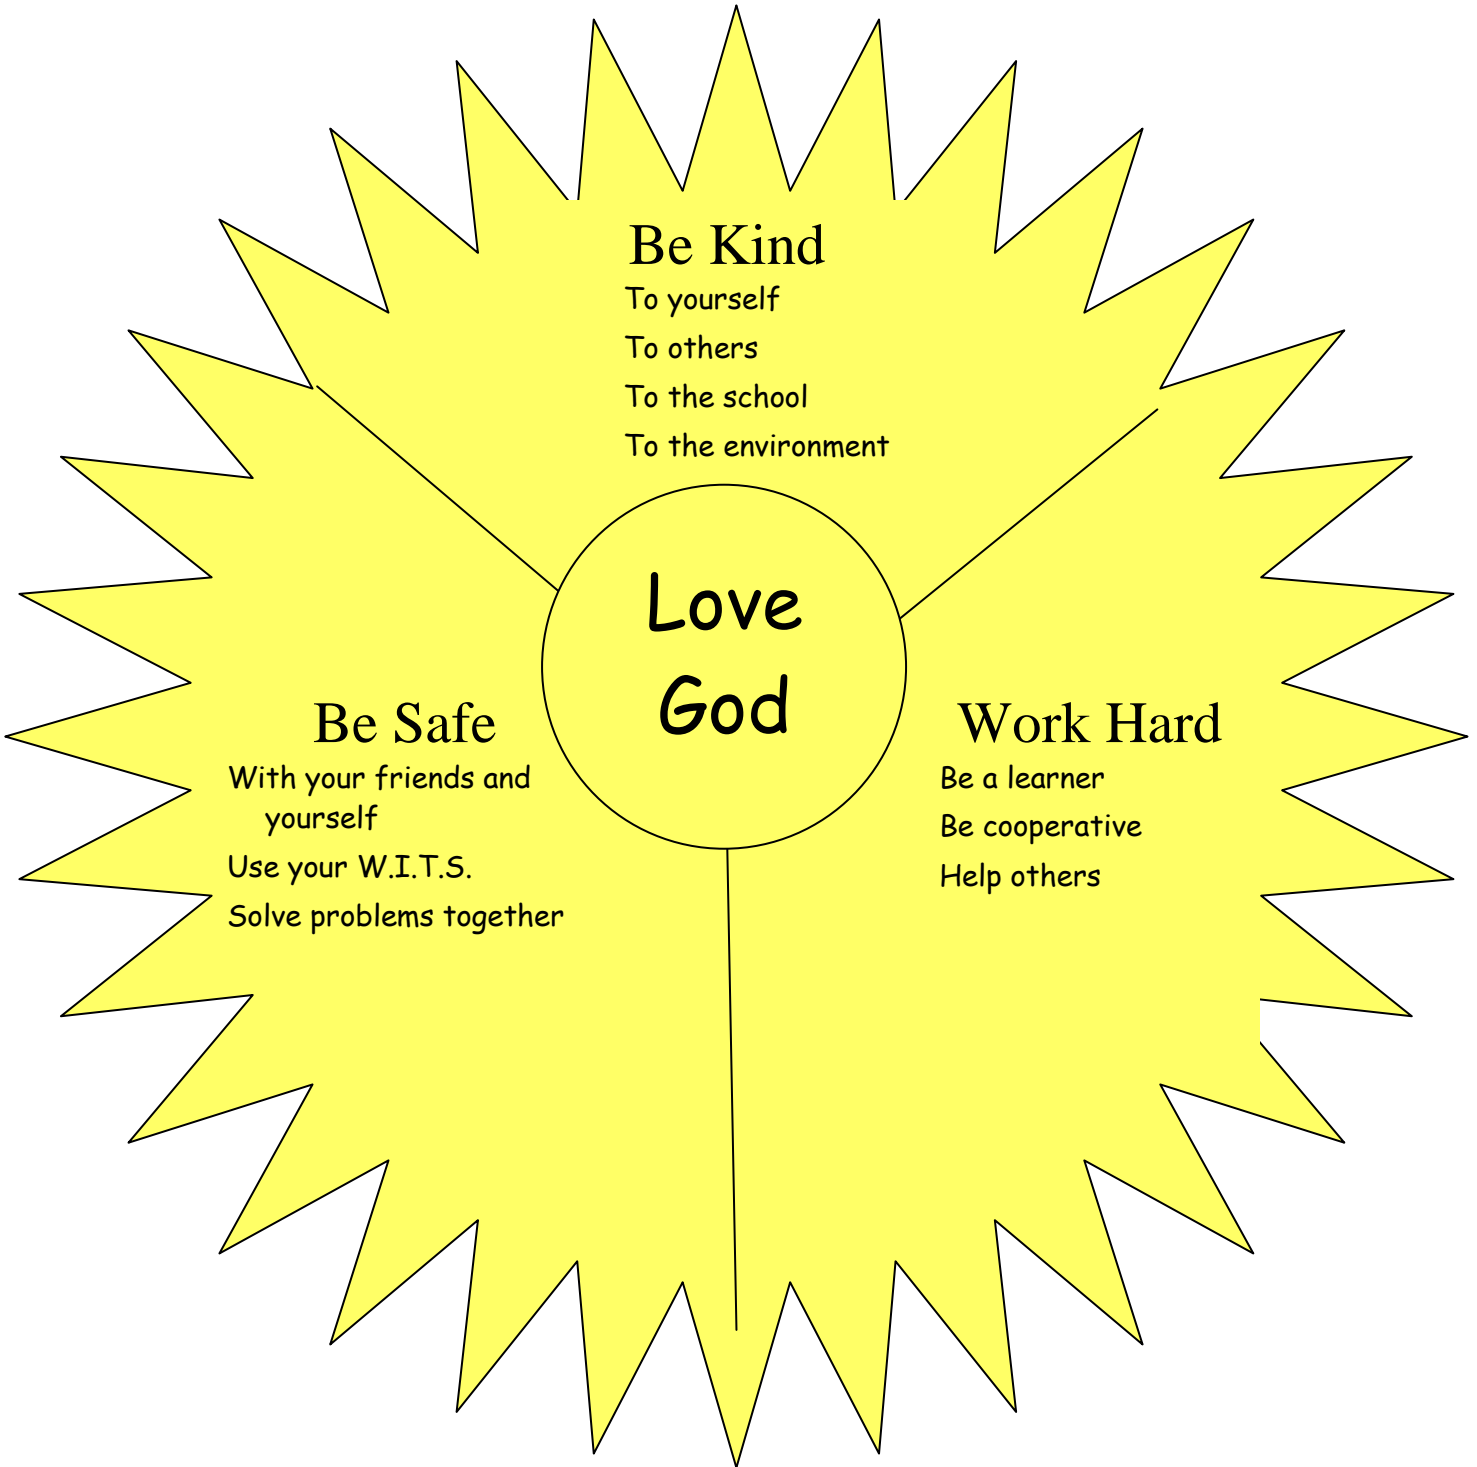 Be Kind
To yourself
To others
To the school
To the environment
Love
God
Be Safe
With your friends and
yourself
Use your W.I.T.S.
Solve problems together
Work Hard
Be a learner
Be cooperative
Help others